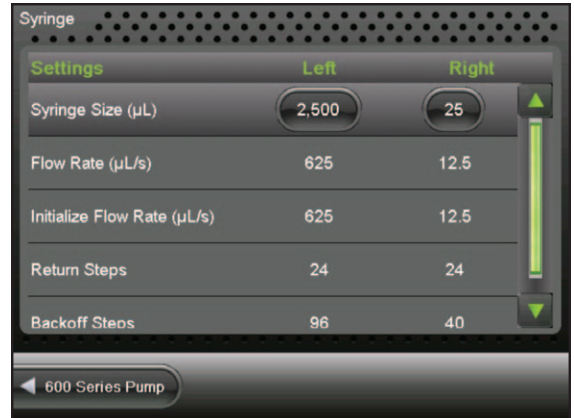 Syringe
Settings Left Right
Syringe Size (µL) 2,500 25
Flow Rate (µL/s) 625 12.5
Initialize Flow Rate (µL/s) 625 12.5
Return Steps 24 24
Backoff Steps 96 40
600 Series Pump